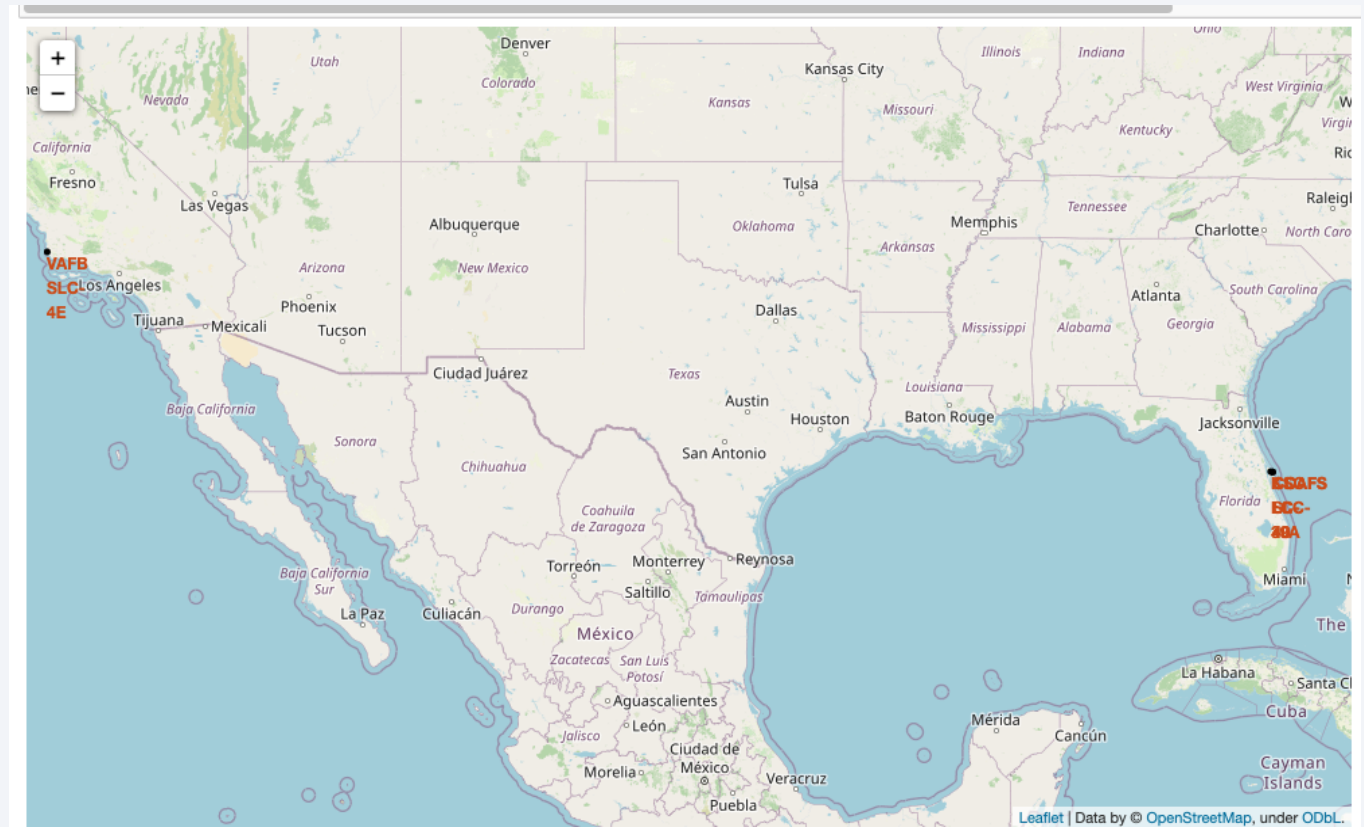 +
−
Ohio
Denver
Utah
Colorado
Illinois
Indiana
Kansas City
Nevada
Kansas
Missouri
West Virginia
Kentucky
California
Fresno
Tulsa
Las Vegas
Albuquerque
Oklahoma
Memphis
Tennessee
Charlotte
North Caro
Arkansas
VAFB
SLC-
4E
Los Angeles
Arizona
New Mexico
Phoenix
Atlanta
South Carolina
Tijuana
Mexicali
Tucson
Dallas
Mississippi
Alabama
Georgia
Ciudad Juárez
Texas
Louisiana
Austin
Baja California
Houston
Baton Rouge
Jacksonville
Sonora
San Antonio
Chihuahua
Florida
Coahuila
de Zaragoza
Torreón
Monterrey
Reynosa
Baja California
Sur
Saltillo
Tamaulipas
Miami
La Paz
Culiacán
Durango
México
The
Zacatecas
San Luis
Potosí
La Habana
Santa Cl
Aguascalientes
León
Jalisco
Mérida
Cuba
Cancún
Ciudad de
México
Morelia
Veracruz
Cayman
Islands
Puebla
Leaflet | Data by © OpenStreetMap, under ODbL.